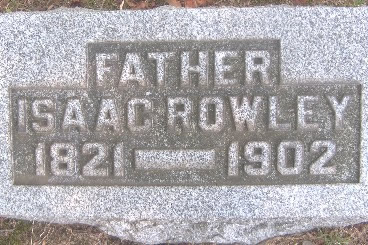 FATHER
ISAAC ROWLEY
1821 — 1902